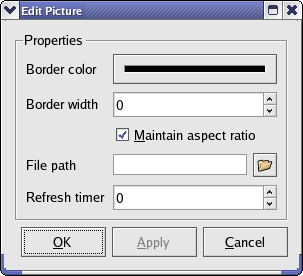 Edit Picture
Properties
Border color
Border width 0
Maintain aspect ratio
File path
Refresh timer 0
OK Apply Cancel